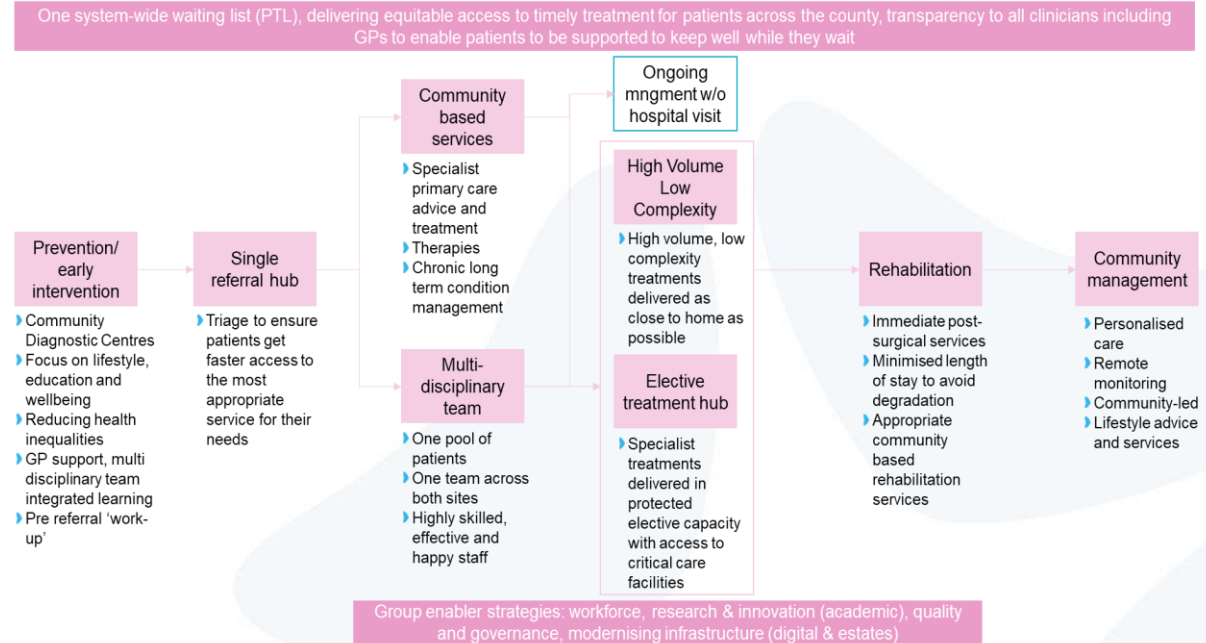 One system-wide waiting list (PTL), delivering equitable access to timely treatment for patients across the county, transparency to all clinicians including
GPs to enable patients to be supported to keep well while they wait
Prevention/
early
intervention
Community
Diagnostic Centres
Focus on lifestyle,
education and
wellbeing
Reducing health
inequalities
GP support, multi
disciplinary team
integrated learning
Pre referral ‘work-
up’
Single
referral hub
Triage to ensure
patients get
faster access to
the most
appropriate
service for their
needs
Community
based
services
Specialist
primary care
advice and
treatment
Therapies
Chronic long
term condition
management
Multi-
disciplinary
team
One pool of
patients
One team across
both sites
Highly skilled,
effective and
happy staff
Ongoing
mngment w/o
hospital visit
High Volume
Low
Complexity
High volume, low
complexity
treatments
delivered as
close to home as
possible
Elective
treatment hub
Specialist
treatments
delivered in
protected
elective capacity
with access to
critical care
facilities
Rehabilitation
Immediate post-
surgical services
Minimised length
of stay to avoid
degradation
Appropriate
community
based
rehabilitation
services
Community
management
Personalised
care
Remote
monitoring
Community-led
Lifestyle advice
and services
Group enabler strategies: workforce, research & innovation (academic), quality
and governance, modernising infrastructure (digital & estates)